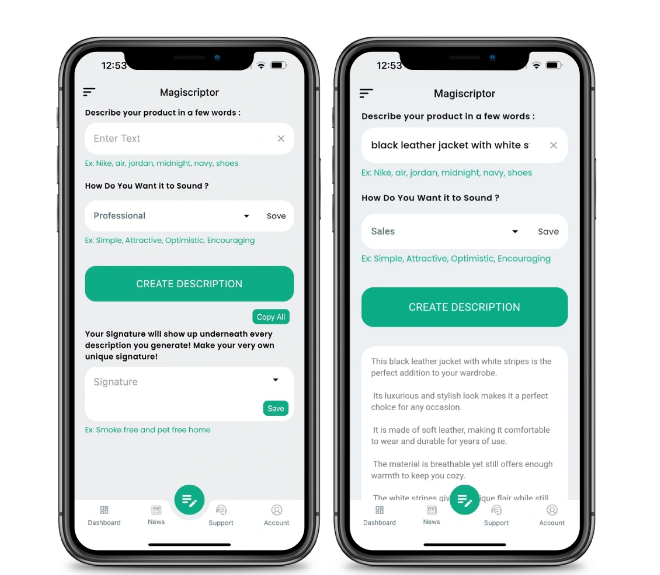 12:53
Magiscriptor
Describe your product in a few words :
Enter Text
Ex: Nike, air, jordan, midnight, navy, shoes
How Do You Want it to Sound ?
Professional
Save
Ex: Simple, Attractive, Optimistic, Encouraging
CREATE DESCRIPTION
Copy All
Your Signature will show up underneath every
description you generate! Make your very own
unique signature!
Signature
Save
Ex: Smoke free and pet free home
Dashboard
News
Support
Account
12:53
Magiscriptor
Describe your product in a few words :
black leather jacket with white s
Ex: Nike, air, jordan, midnight, navy, shoes
How Do You Want it to Sound ?
Sales
Save
Ex: Simple, Attractive, Optimistic, Encouraging
CREATE DESCRIPTION
This black leather jacket with white stripes is the
perfect addition to your wardrobe.
Its luxurious and stylish look makes it a perfect
choice for any occasion.
It is made of soft leather, making it comfortable
to wear and durable for years of use.
The material is breathable yet still offers enough
warmth to keep you cozy.
The white stripes flair while still
Dashboard
News
Support
Account